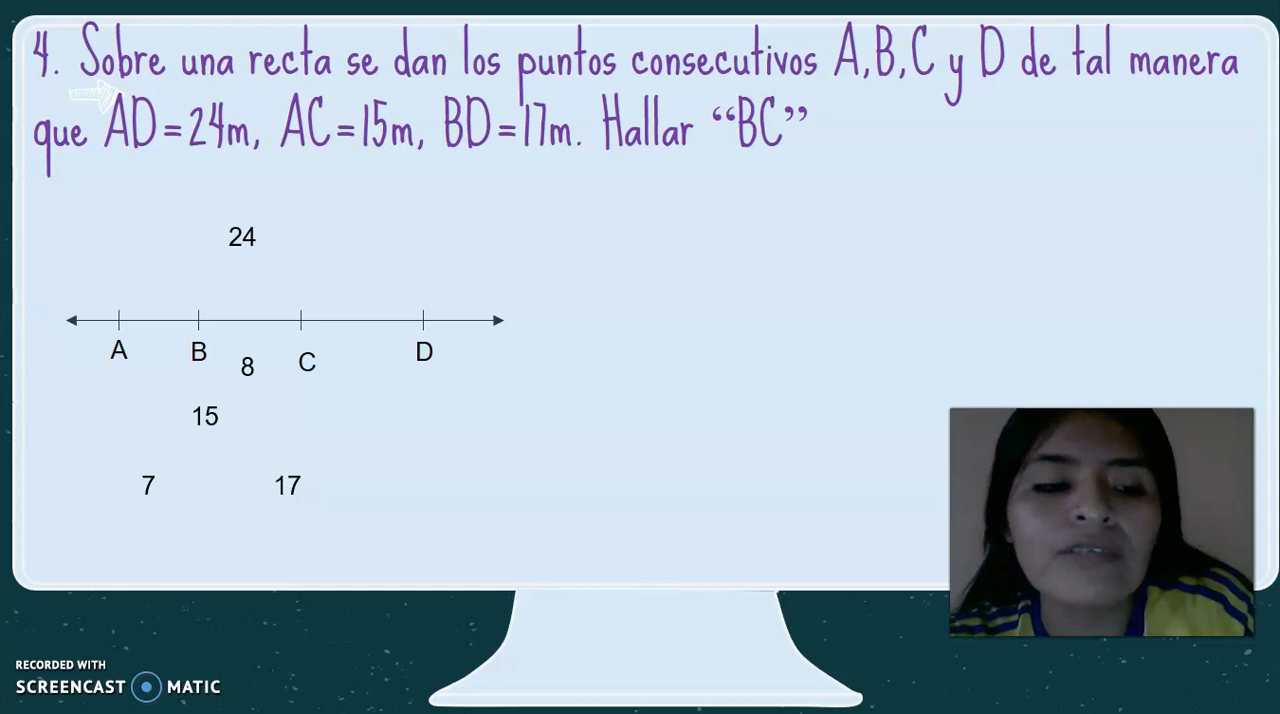 4. Sobre una recta se dan los puntos consecutivos A,B,C y D de tal manera
que AD=24m, AC=15m, BD=17m. Hallar “BC”
24
A B C D
8
15
7 17
RECORDED WITH
SCREENCAST MATIC